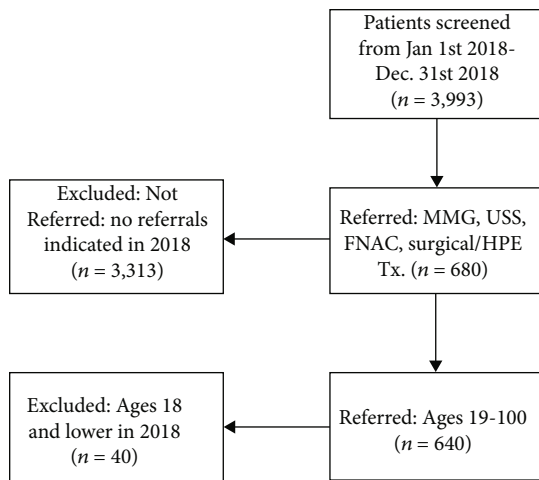 Patients screened
from Jan 1st 2018-
Dec. 31st 2018
(n = 3,993)
Excluded: Not
Referred: no referrals
indicated in 2018
(n = 3,313)
Referred: MMG, USS,
FNAC, surgical/HPE
Tx. (n = 680)
Excluded: Ages 18
and lower in 2018
(n = 40)
Referred: Ages 19-100
(n = 640)